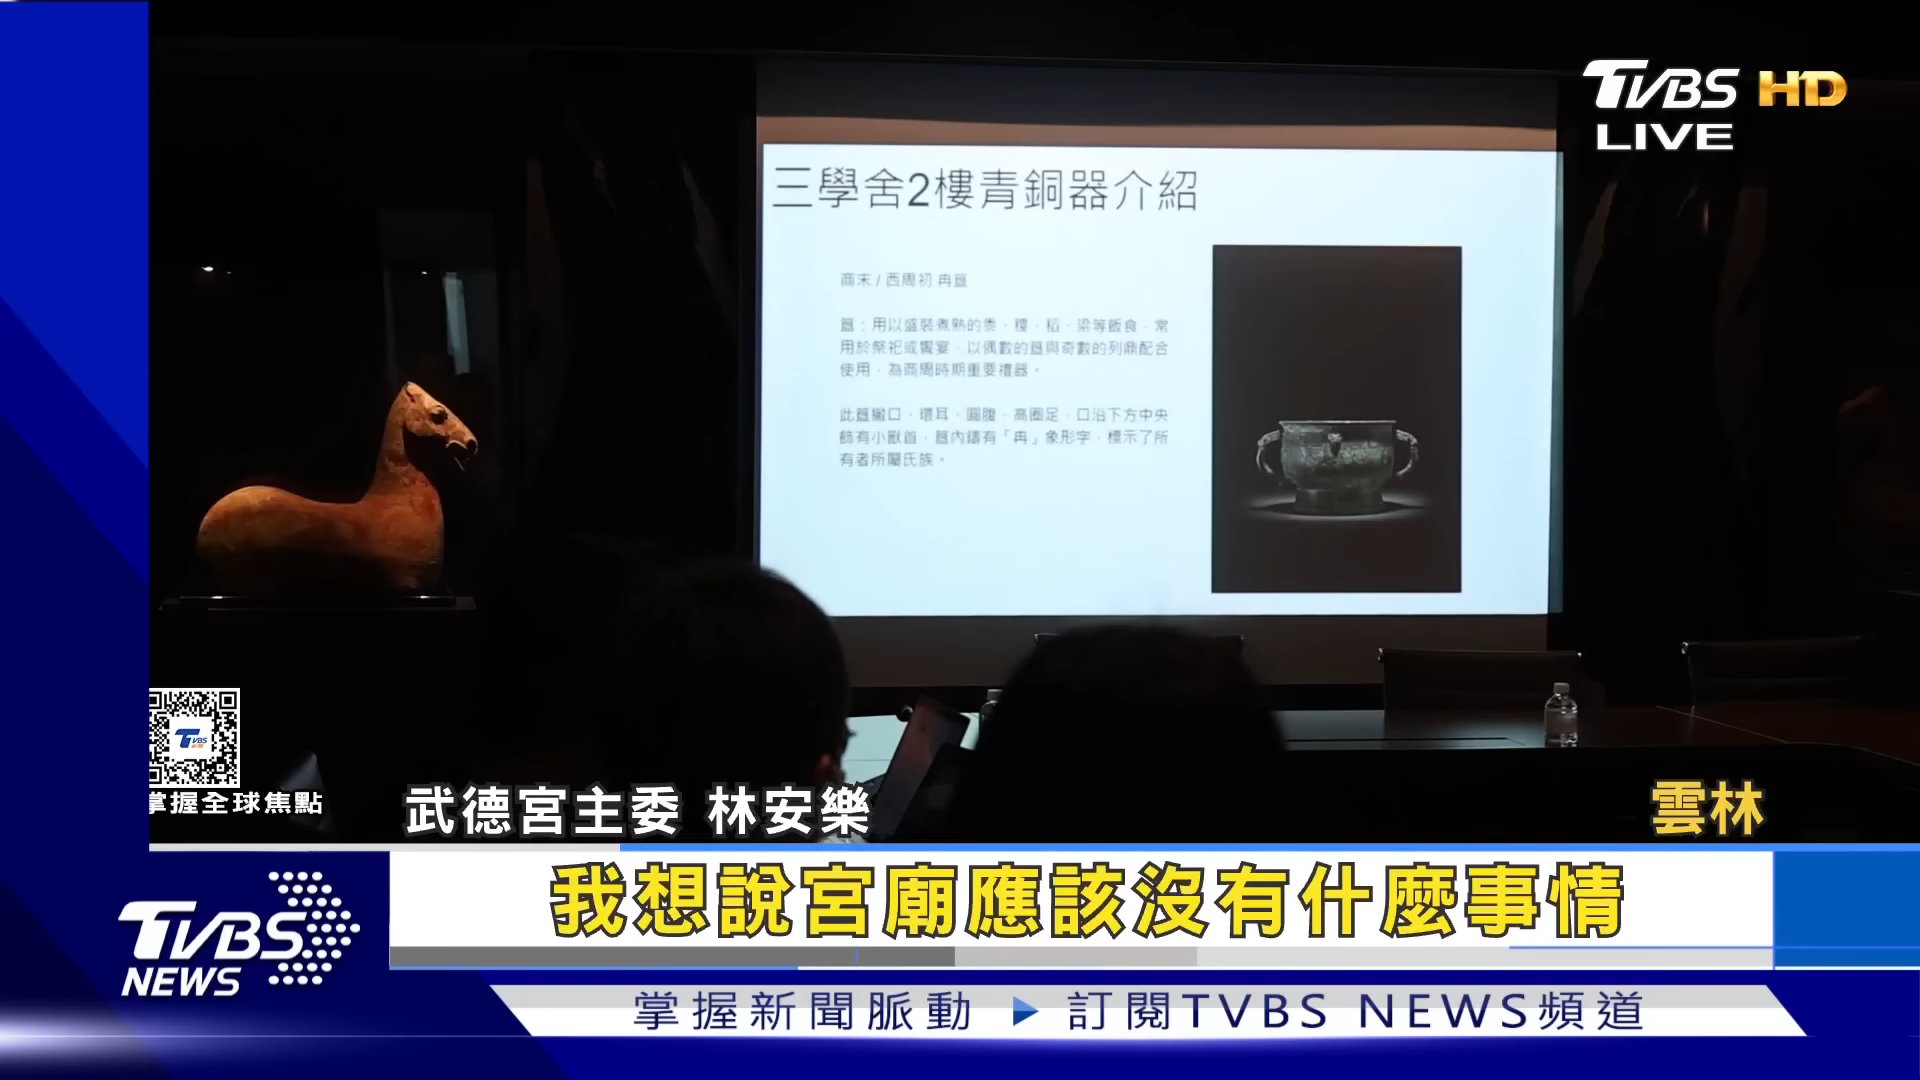 TVBS HD
LIVE
三學舍2樓青銅器介紹
商末 / 西周初 冉簋
簋：用以盛裝煮熟的黍、稷、稻、粱等飯食，常
用於祭祀或饗宴，以偶數的簋與奇數的列鼎配合
使用，為商周時期重要禮器。
此簋撇口、環耳、圓腹、高圈足，口沿下方中央
飾有小獸首，簋內鑄有「冉」象形字，標示了所
有者所屬氏族。
TVBS
掌握全球焦點
武德宮主委 林安樂
雲林
我想說宮廟應該沒有什麼事情
TVBS
NEWS
掌握新聞脈動 ▶ 訂閱TVBS NEWS頻道